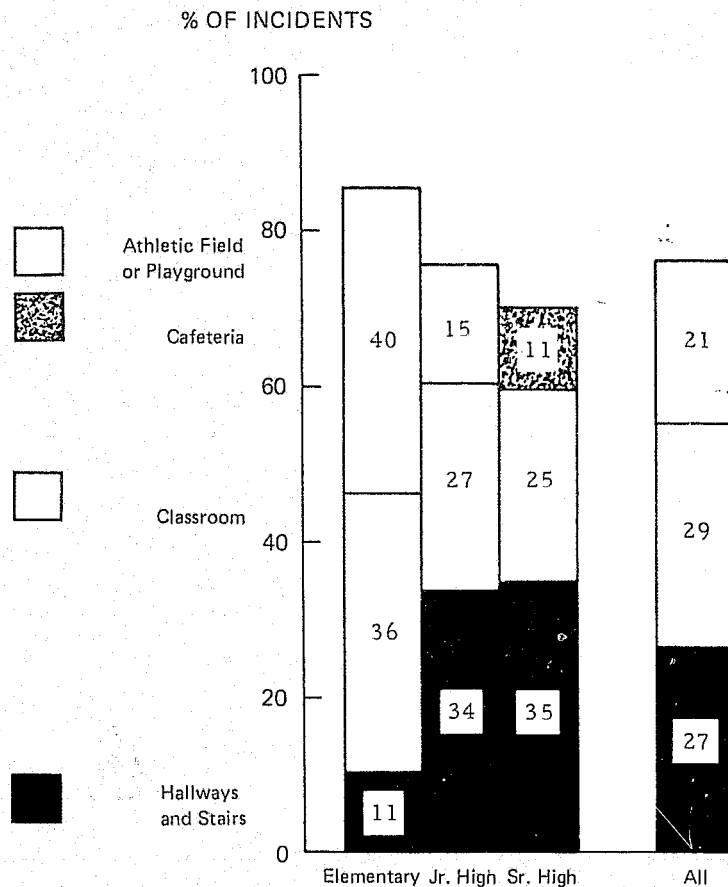 % OF INCIDENTS
100
80
60
40
20
0
Athletic Field
or Playground
Cafeteria
Classroom
Hallways
and Stairs
40
36
11
15
27
34
11
25
35
21
29
27
Elementary Jr. High Sr. High All